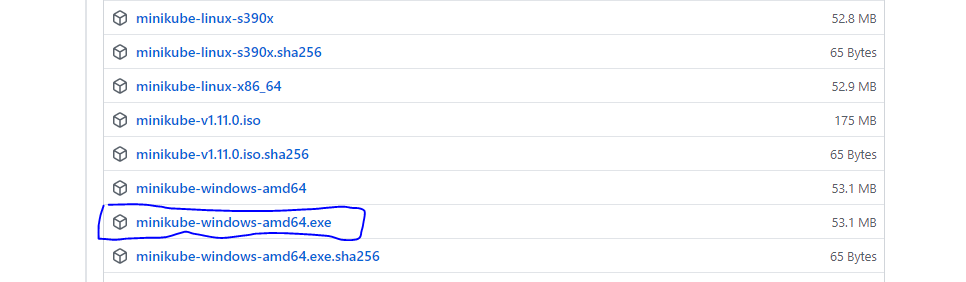 minikube-linux-s390x 52.8 MB
minikube-linux-s390x.sha256 65 Bytes
minikube-linux-x86_64 52.9 MB
minikube-v1.11.0.iso 175 MB
minikube-v1.11.0.iso.sha256 65 Bytes
minikube-windows-amd64 53.1 MB
minikube-windows-amd64.exe 53.1 MB
minikube-windows-amd64.exe.sha256 65 Bytes